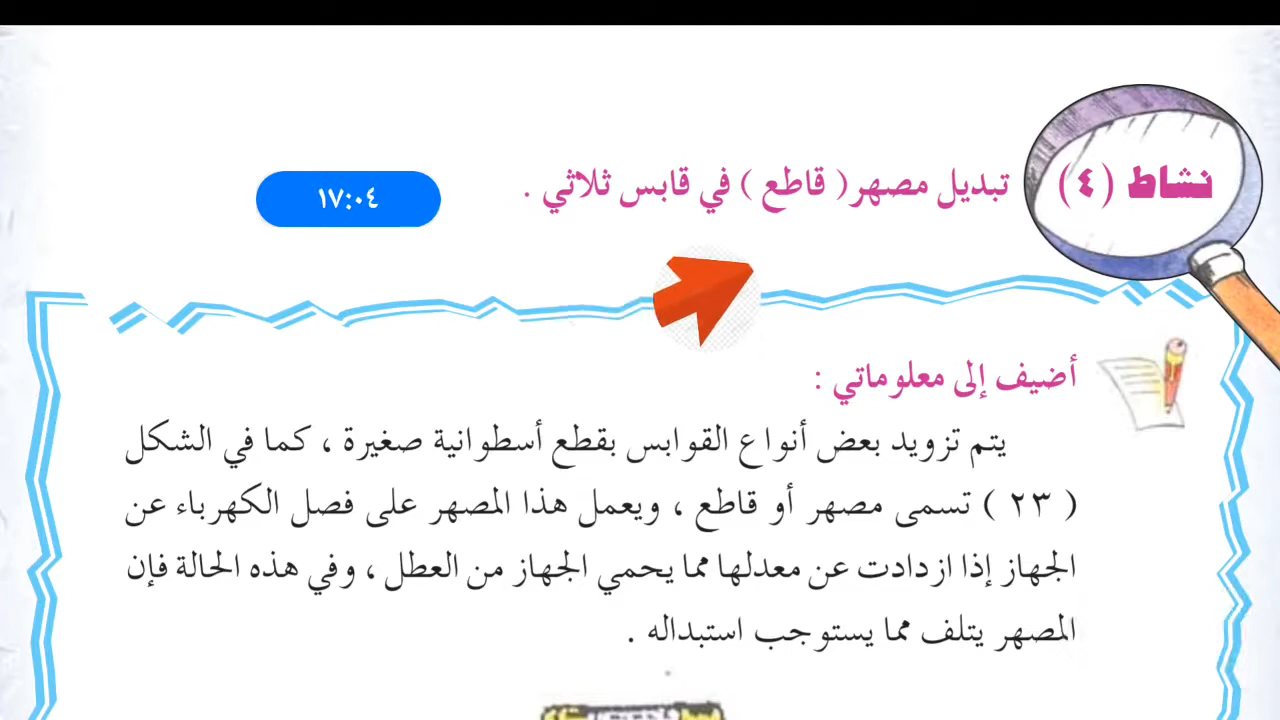 نشاط (٤) تبديل مصهر( قاطع ) في قابس ثلاثي .
١٧:٠٤
أضيف إلى معلوماتي :
يتم تزويد بعض أنواع القوابس بقطع أسطوانية صغيرة ، كما في الشكل
( ٢٣ ) تسمى مصهر أو قاطع ، ويعمل هذا المصهر على فصل الكهرباء عن
الجهاز إذا ازدادت عن معدلها مما يحمي الجهاز من العطل ، وفي هذه الحالة فإن
المصهر يتلف مما يستوجب استبداله .